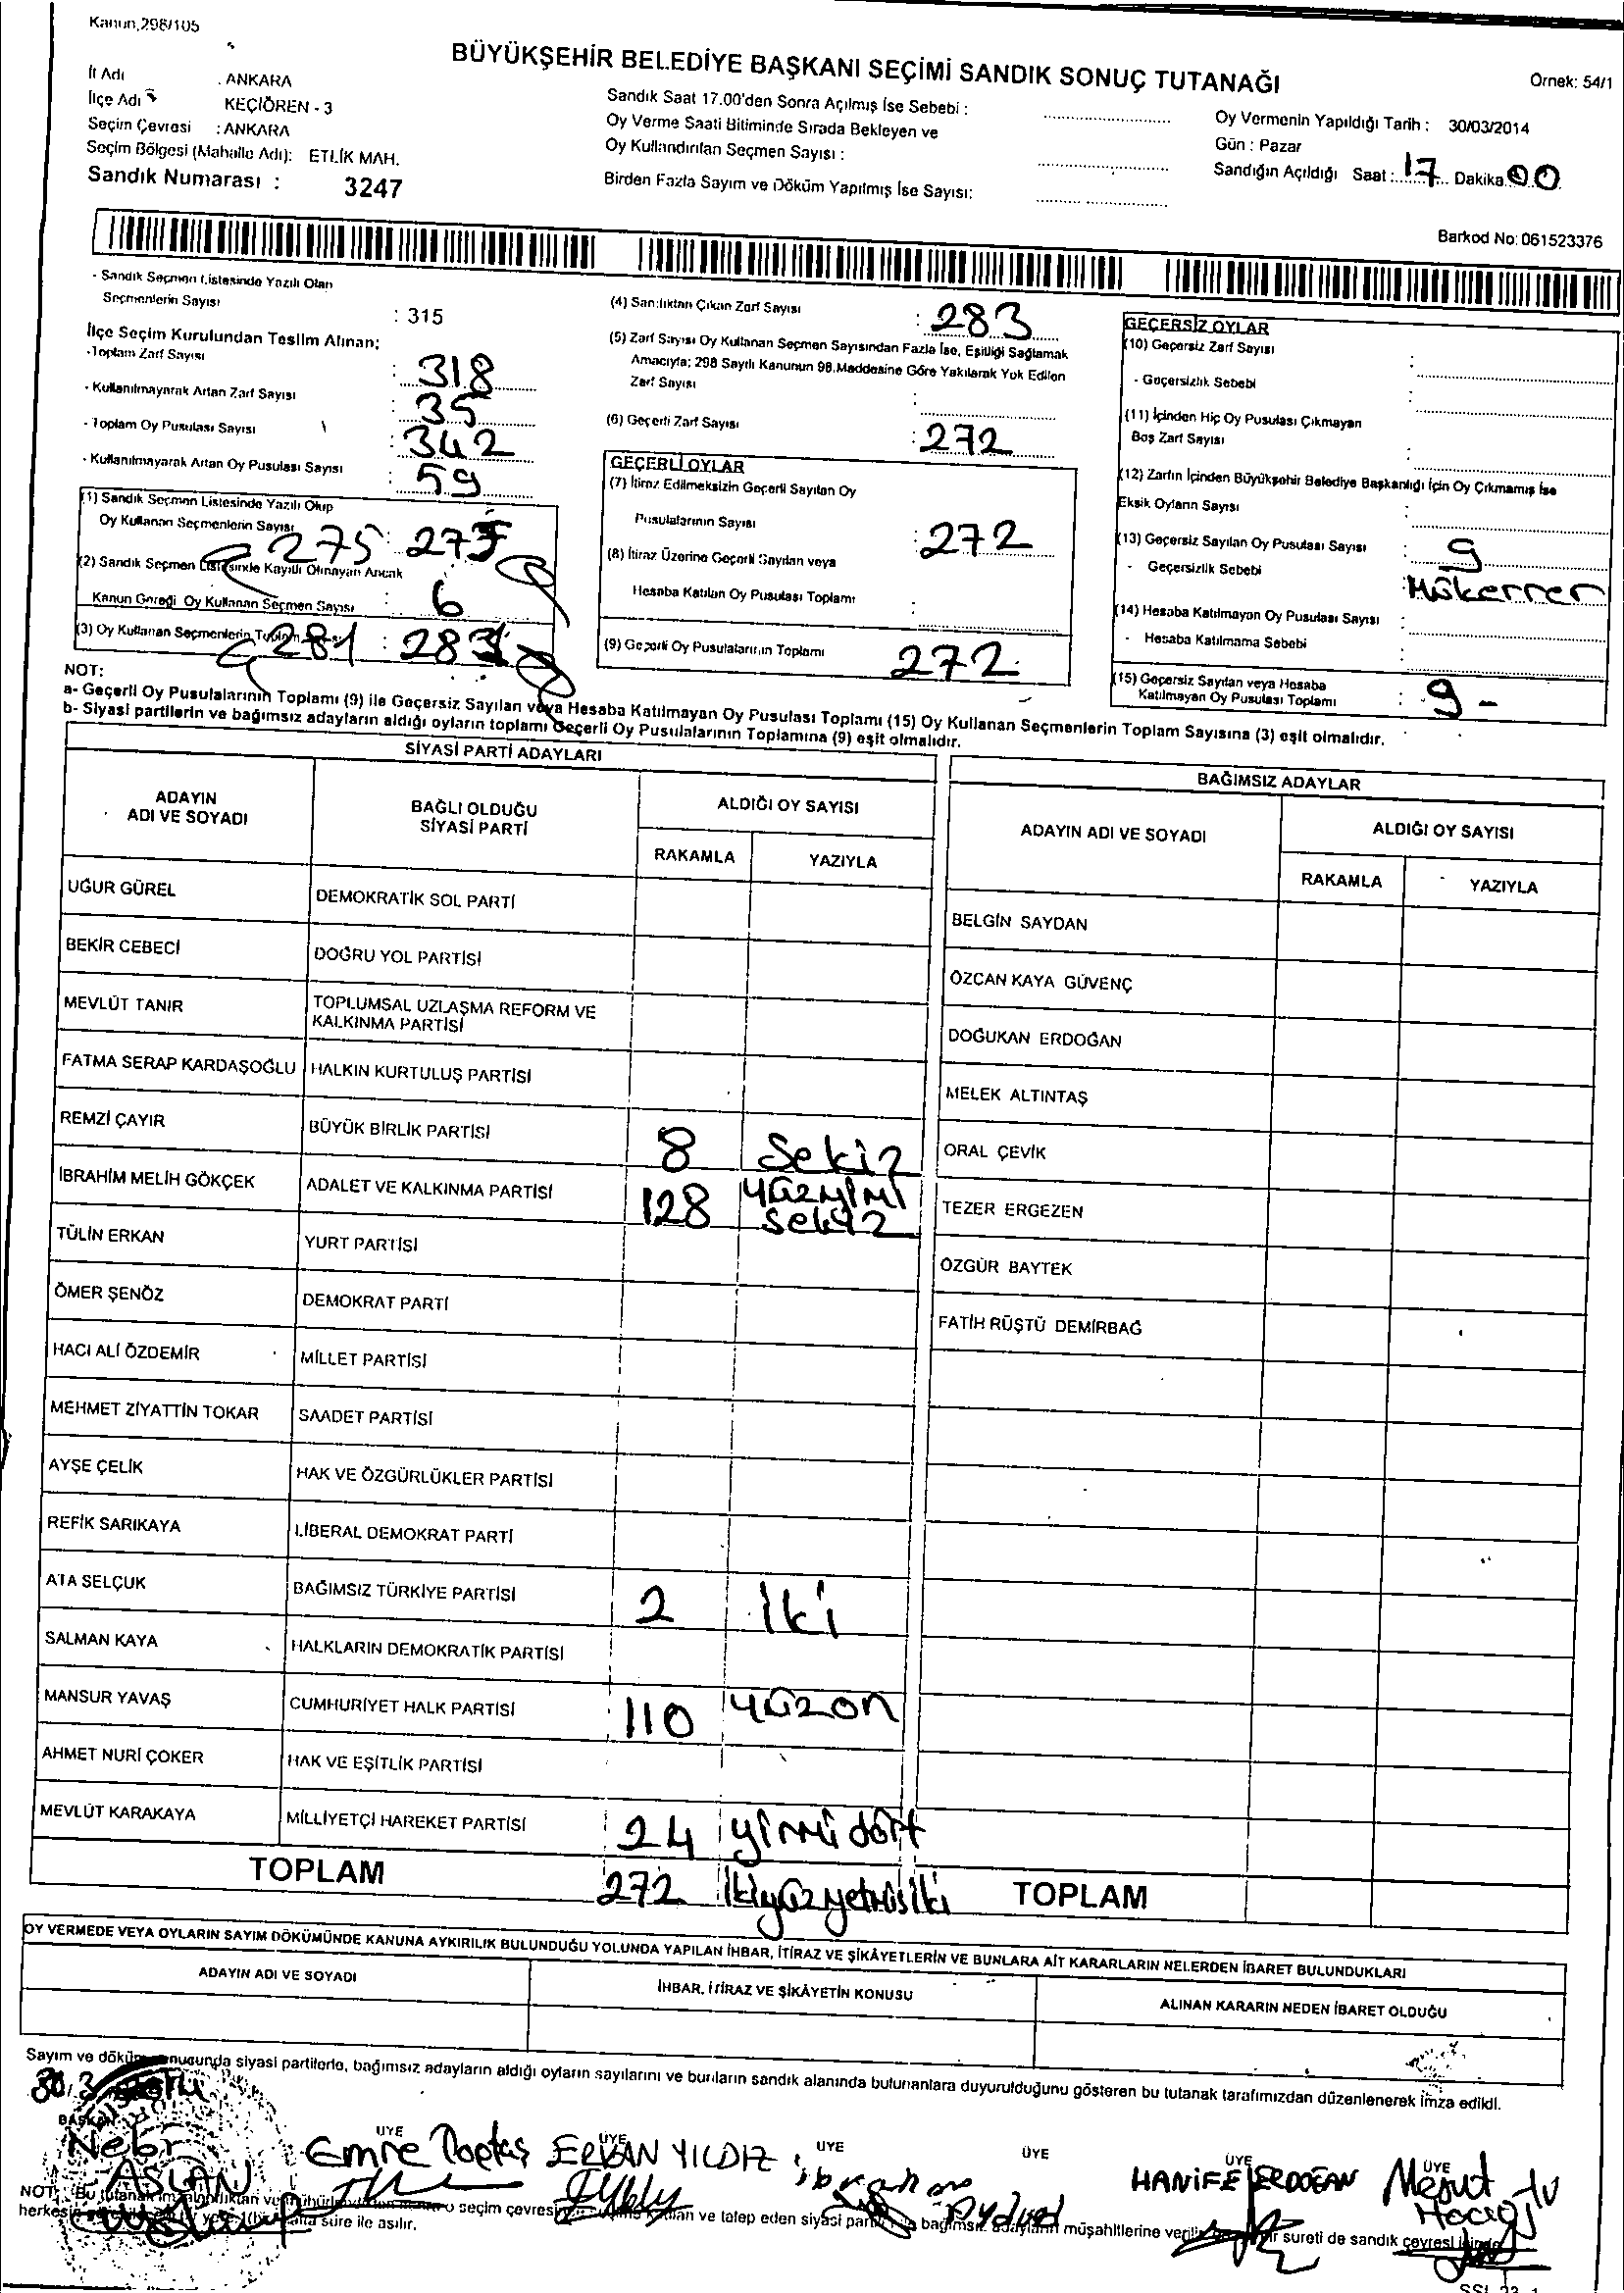 Kanun,298/105
BÜYÜKŞEHİR BELEDİYE BAŞKANI SEÇİMİ SANDIK SONUÇ TUTANAĞI
Örnek: 54/1
İl Adı : ANKARA
İlçe Adı KEÇİÖREN - 3
Seçim Çevresi : ANKARA
Seçim Bölgesi (Mahalle Adı): ETLİK MAH.
Sandık Numarası : 3247
Sandık Saat 17.00'den Sonra Açılmış İse Sebebi :
Oy Verme Saati Bitiminde Sırada Bekleyen ve
Oy Kullandırılan Seçmen Sayısı :
Birden Fazla Sayım ve Döküm Yapılmış İse Sayısı:
Oy Vermenin Yapıldığı Tarih : 30/03/2014
Gün : Pazar
Sandığın Açıldığı Saat : 17 Dakika 00
Barkod No: 061523376
- Sandık Seçmen Listesinde Yazılı Olan
Seçmenlerin Sayısı : 315
İlçe Seçim Kurulundan Teslim Alınan;
-Toplam Zarf Sayısı : 318
- Kullanılmayarak Artan Zarf Sayısı : 35
- Toplam Oy Pusulası Sayısı : 342
- Kullanılmayarak Artan Oy Pusulası Sayısı : 59
(1) Sandık Seçmen Listesinde Yazılı Olup
Oy Kullanan Seçmenlerin Sayısı 275 : 277
(2) Sandık Seçmen Listesinde Kayıtlı Olmayan Ancak
Kanun Gereği Oy Kullanan Seçmen Sayısı : 6
(3) Oy Kullanan Seçmenlerin Toplam 281 : 283
(4) Sandıktan Çıkan Zarf Sayısı : 283
(5) Zarf Sayısı Oy Kullanan Seçmen Sayısından Fazla İse, Eşitliği Sağlamak
Amacıyla; 298 Sayılı Kanunun 98.Maddesine Göre Yakılarak Yok Edilen
Zarf Sayısı :
(6) Geçerli Zarf Sayısı : 272
GEÇERLİ OYLAR
(7) İtiraz Edilmeksizin Geçerli Sayılan Oy
Pusulalarının Sayısı : 272
(8) İtiraz Üzerine Geçerli Sayılan veya
Hesaba Katılan Oy Pusulası Toplamı :
(9) Geçerli Oy Pusulalarının Toplamı 272
GEÇERSİZ OYLAR
(10) Geçersiz Zarf Sayısı :
- Geçersizlik Sebebi :
(11) İçinden Hiç Oy Pusulası Çıkmayan
Boş Zarf Sayısı :
(12) Zarfın İçinden Büyükşehir Belediye Başkanlığı İçin Oy Çıkmamış İse
Eksik Oyların Sayısı :
(13) Geçersiz Sayılan Oy Pusulası Sayısı : 9
- Geçersizlik Sebebi : Mükerrer
(14) Hesaba Katılmayan Oy Pusulası Sayısı :
- Hesaba Katılmama Sebebi :
(15) Geçersiz Sayılan veya Hesaba
Katılmayan Oy Pusulası Toplamı : 9 -
NOT:
a- Geçerli Oy Pusulalarının Toplamı (9) ile Geçersiz Sayılan veya Hesaba Katılmayan Oy Pusulası Toplamı (15) Oy Kullanan Seçmenlerin Toplam Sayısına (3) eşit olmalıdır.
b- Siyasi partilerin ve bağımsız adayların aldığı oyların toplamı Geçerli Oy Pusulalarının Toplamına (9) eşit olmalıdır.
SİYASİ PARTİ ADAYLARI
ADAYIN ADI VE SOYADI BAĞLI OLDUĞU SİYASİ PARTİ ALDIĞI OY SAYISI
RAKAMLA YAZIYLA
UĞUR GÜREL DEMOKRATİK SOL PARTİ
BEKİR CEBECİ DOĞRU YOL PARTİSİ
MEVLÜT TANIR TOPLUMSAL UZLAŞMA REFORM VE KALKINMA PARTİSİ
FATMA SERAP KARDAŞOĞLU HALKIN KURTULUŞ PARTİSİ
REMZİ ÇAYIR BÜYÜK BİRLİK PARTİSİ 8 Sekiz
İBRAHİM MELİH GÖKÇEK ADALET VE KALKINMA PARTİSİ 128 yüzyirmi sekiz
TÜLİN ERKAN YURT PARTİSİ
ÖMER ŞENÖZ DEMOKRAT PARTİ
HACI ALİ ÖZDEMİR MİLLET PARTİSİ
MEHMET ZİYATTİN TOKAR SAADET PARTİSİ
AYŞE ÇELİK HAK VE ÖZGÜRLÜKLER PARTİSİ
REFİK SARIKAYA LİBERAL DEMOKRAT PARTİ
ATA SELÇUK BAĞIMSIZ TÜRKİYE PARTİSİ 2 iki
SALMAN KAYA HALKLARIN DEMOKRATİK PARTİSİ
MANSUR YAVAŞ CUMHURİYET HALK PARTİSİ 110 yüzon
AHMET NURİ ÇOKER HAK VE EŞİTLİK PARTİSİ
MEVLÜT KARAKAYA MİLLİYETÇİ HAREKET PARTİSİ 24 yirmidört
TOPLAM 272 ikiyüzyetmişiki
BAĞIMSIZ ADAYLAR
ADAYIN ADI VE SOYADI ALDIĞI OY SAYISI
RAKAMLA YAZIYLA
BELGİN SAYDAN
ÖZCAN KAYA GÜVENÇ
DOĞUKAN ERDOĞAN
MELEK ALTINTAŞ
ORAL ÇEVİK
TEZER ERGEZEN
ÖZGÜR BAYTEK
FATİH RÜŞTÜ DEMİRBAĞ
TOPLAM
OY VERMEDE VEYA OYLARIN SAYIM DÖKÜMÜNDE KANUNA AYKIRILIK BULUNDUĞU YOLUNDA YAPILAN İHBAR, İTİRAZ VE ŞİKÂYETLERİN VE BUNLARA AİT KARARLARIN NELERDEN İBARET BULUNDUKLARI
ADAYIN ADI VE SOYADI İHBAR, İTİRAZ VE ŞİKÂYETİN KONUSU ALINAN KARARIN NEDEN İBARET OLDUĞU
Sayım ve döküm sonucunda siyasi partilerle, bağımsız adayların aldığı oyların sayılarını ve bunların sandık alanında bulunanlara duyurulduğunu gösteren bu tutanak tarafımızdan düzenlenerek imza edildi.
BAŞKAN ÜYE ÜYE ÜYE ÜYE ÜYE ÜYE
ASLAN Emre Toptaş ERKAN YILDIZ ibrahim HANİFE ERDOĞAN Mesut
NOT: Bu tutanak seçim çevresi ve talep eden siyasi parti bağımsız adayların müşahitlerine bir sureti de sandık çevresi
herkesin süre ile asılır.